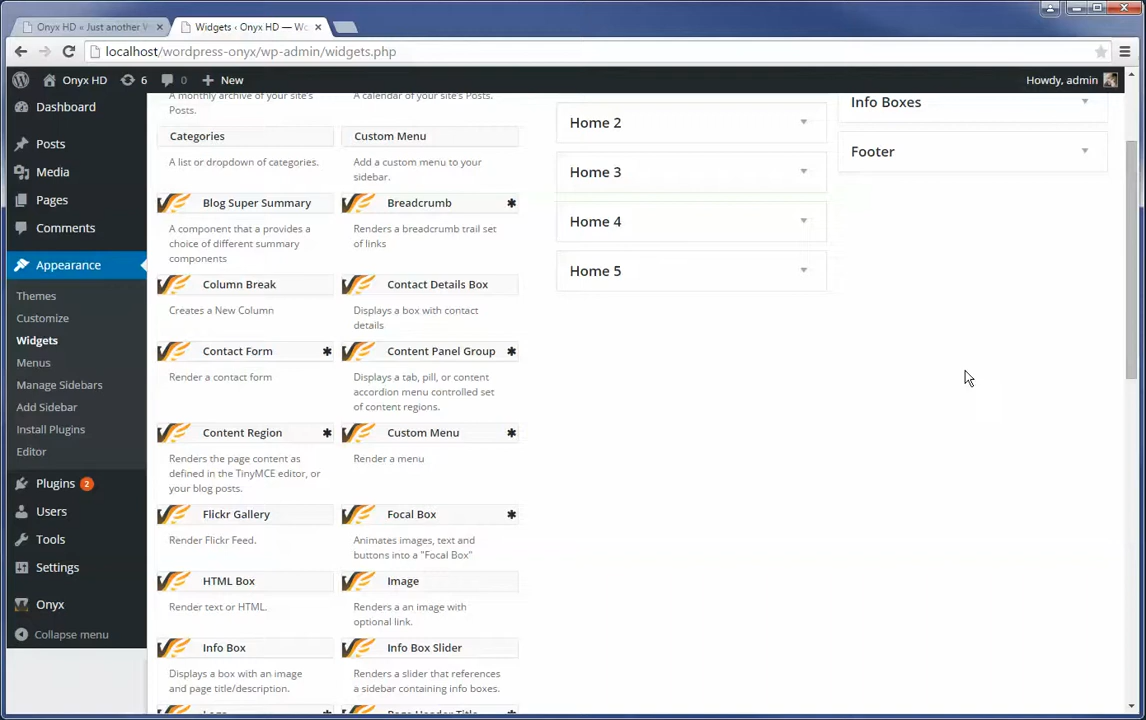 Onyx HD « Just another W
Widgets ‹ Onyx HD — Wo
localhost/wordpress-onyx/wp-admin/widgets.php
Onyx HD
6
0
New
Howdy, admin
Dashboard
Posts
Media
Pages
Comments
Appearance
Themes
Customize
Widgets
Menus
Manage Sidebars
Add Sidebar
Install Plugins
Editor
Plugins 2
Users
Tools
Settings
Onyx
Collapse menu
A monthly archive of your site's
Posts.
A calendar of your site's Posts.
Categories
A list or dropdown of categories.
Custom Menu
Add a custom menu to your
sidebar.
Blog Super Summary
A component that a provides a
choice of different summary
components
Breadcrumb
Renders a breadcrumb trail set
of links
Column Break
Creates a New Column
Contact Details Box
Displays a box with contact
details
Contact Form
Render a contact form
Content Panel Group
Displays a tab, pill, or content
accordion menu controlled set
of content regions.
Content Region
Renders the page content as
defined in the TinyMCE editor, or
your blog posts.
Custom Menu
Render a menu
Flickr Gallery
Render Flickr Feed.
Focal Box
Animates images, text and
buttons into a "Focal Box"
HTML Box
Render text or HTML.
Image
Renders a an image with
optional link.
Info Box
Displays a box with an image
and page title/description.
Info Box Slider
Renders a slider that references
a sidebar containing info boxes.
Logo
Page Header Title
Home 2
Home 3
Home 4
Home 5
Info Boxes
Footer